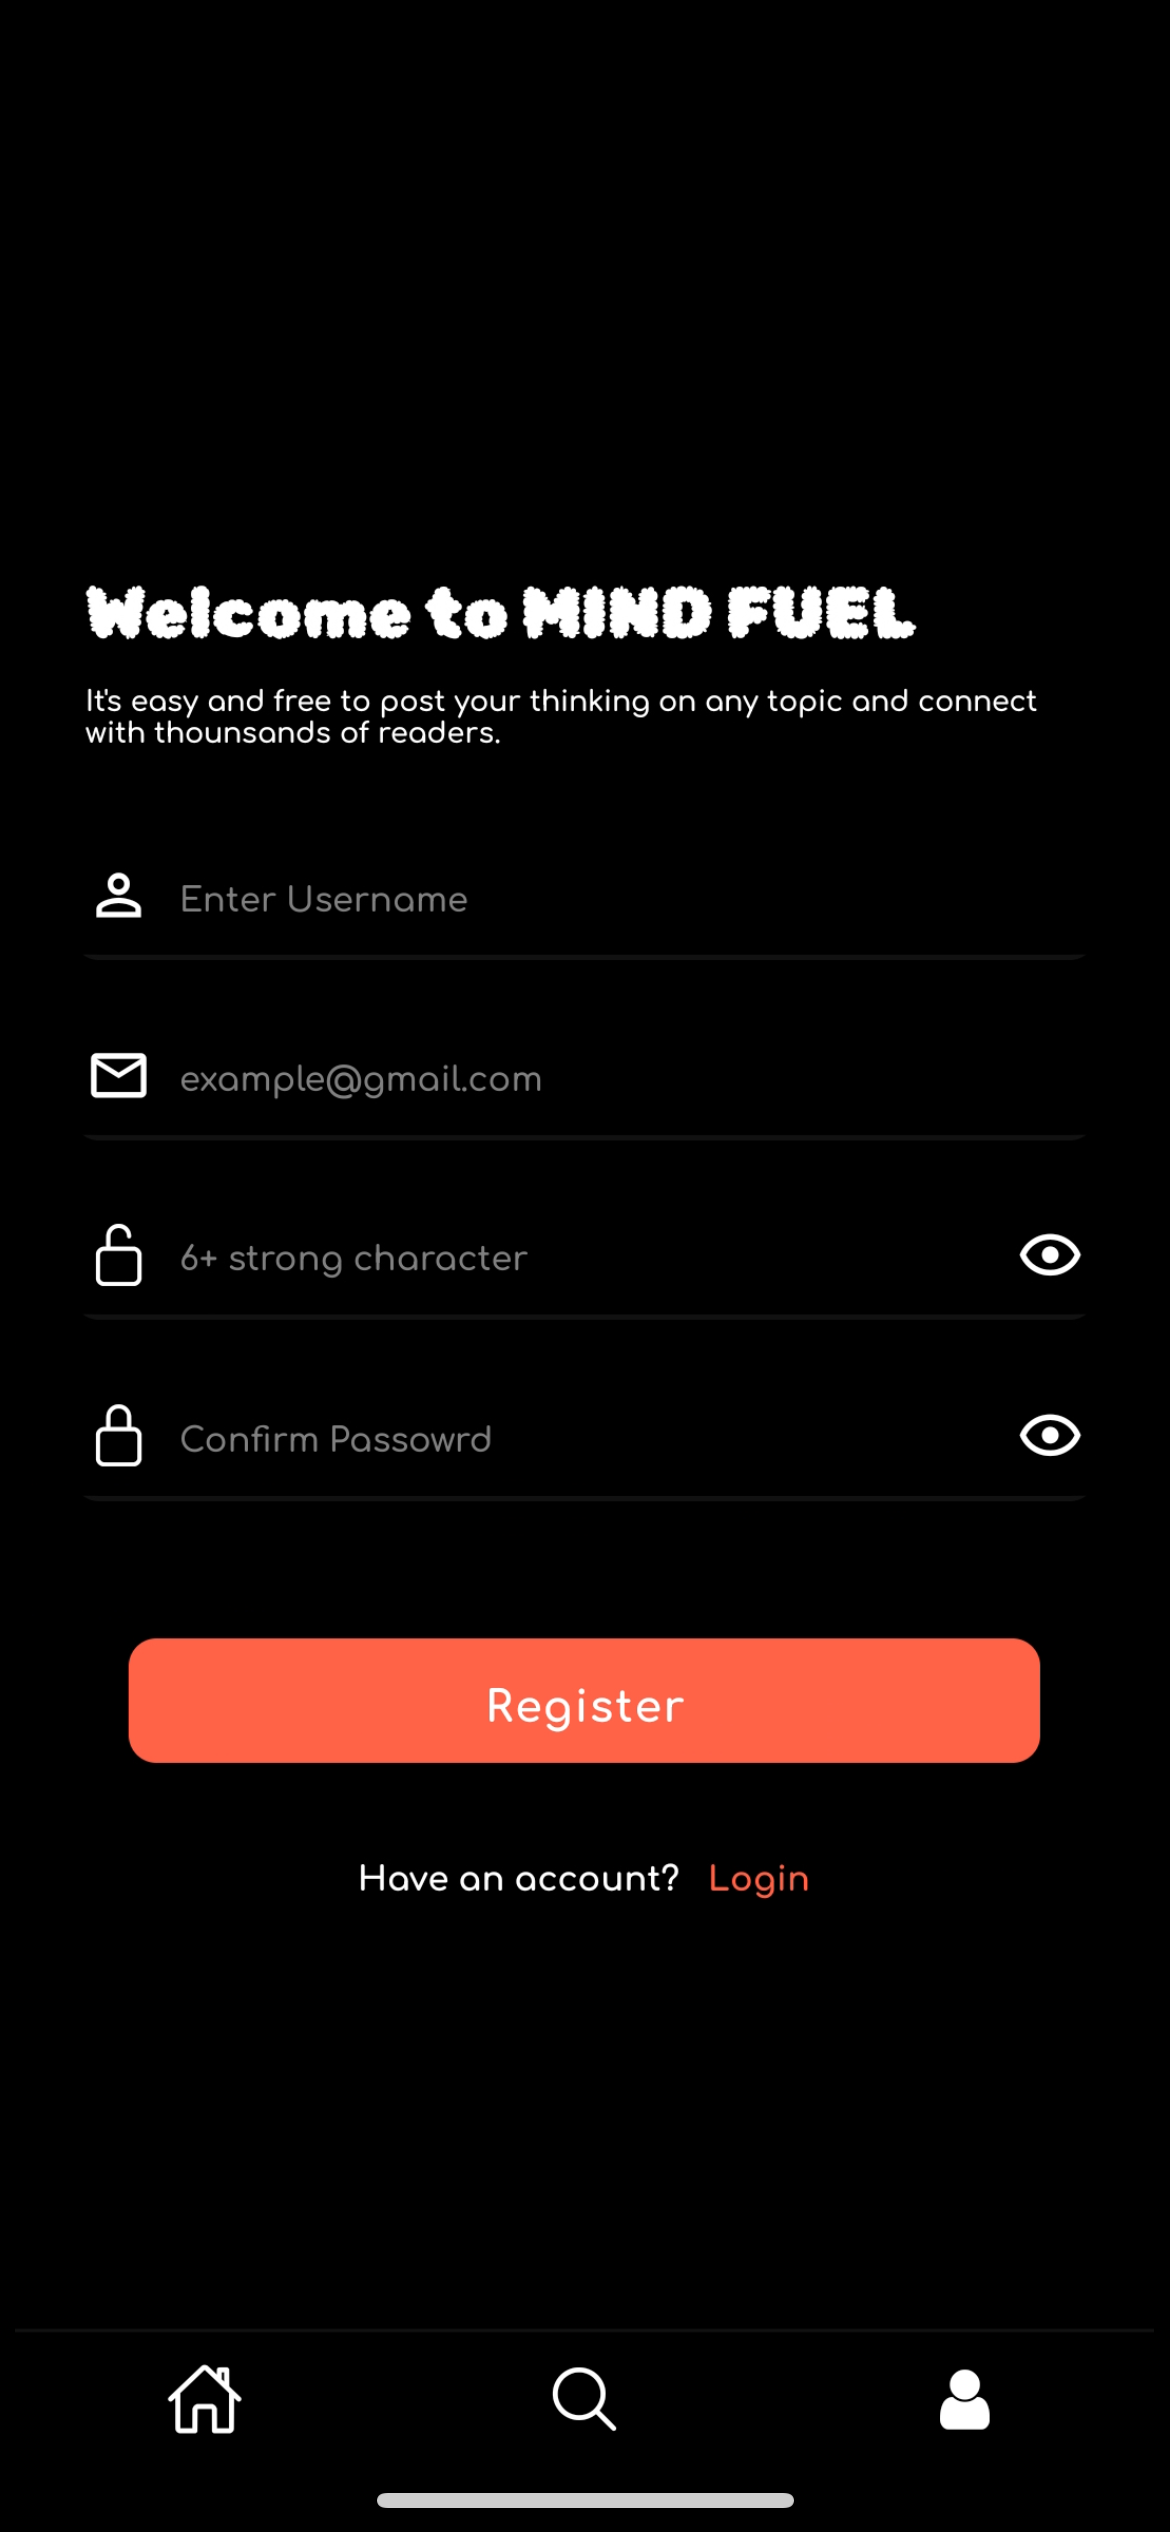 Welcome to MIND FUEL
It's easy and free to post your thinking on any topic and connect
with thounsands of readers.
Enter Username
example@gmail.com
6+ strong character
Confirm Passowrd
Register
Have an account? Login